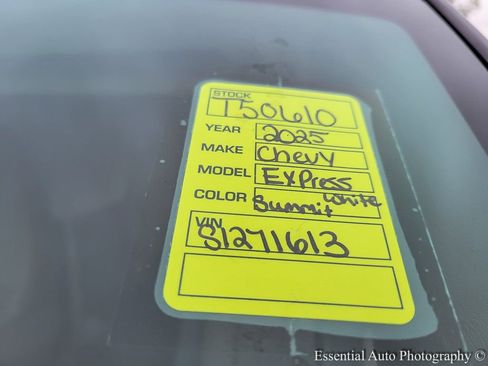 STOCK
T50610
YEAR 2025
MAKE Chevy
MODEL EXPress
COLOR Summit White
VIN
S1271613
Essential Auto Photography